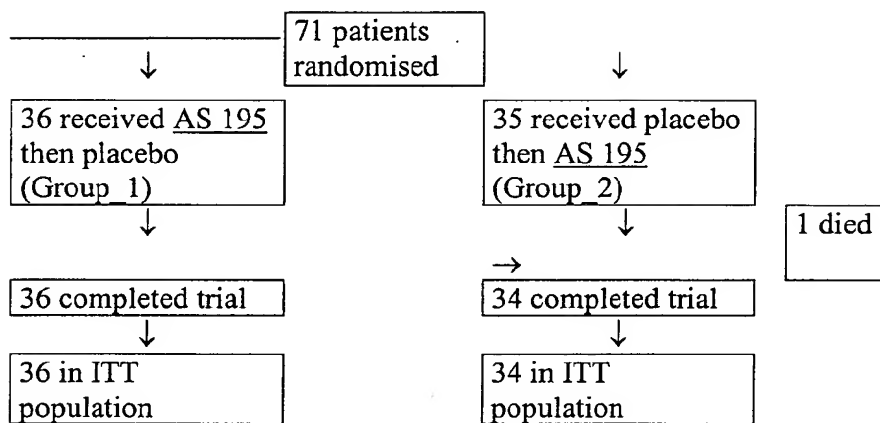 71 patients
randomised
↓ ↓
36 received AS 195
then placebo
(Group_1)
35 received placebo
then AS 195
(Group_2)
↓ ↓
1 died
→
36 completed trial
34 completed trial
↓ ↓
36 in ITT
population
34 in ITT
population